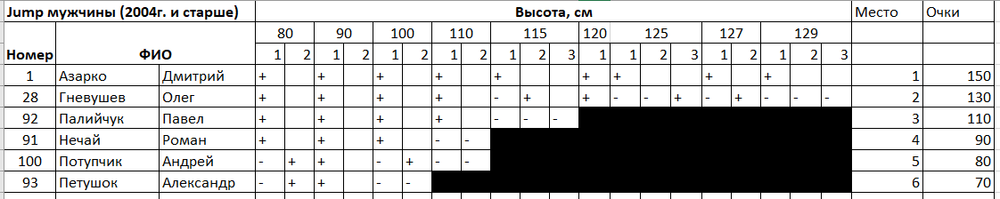 Jump мужчины (2004г. и старше) Высота, см Место Очки
80 90 100 110 115 120 125 127 129
Номер ФИО 1 2 1 2 1 2 1 2 1 2 3 1 1 2 3 1 2 1 2 3
1 Азарко Дмитрий + + + + + + + + + 1 150
28 Гневушев Олег + + + + - + + - - + - + - - - 2 130
92 Палийчук Павел + + + + - - - 3 110
91 Нечай Роман + + + - - 4 90
100 Потупчик Андрей - + + - + - - 5 80
93 Петушок Александр - + + - - 6 70